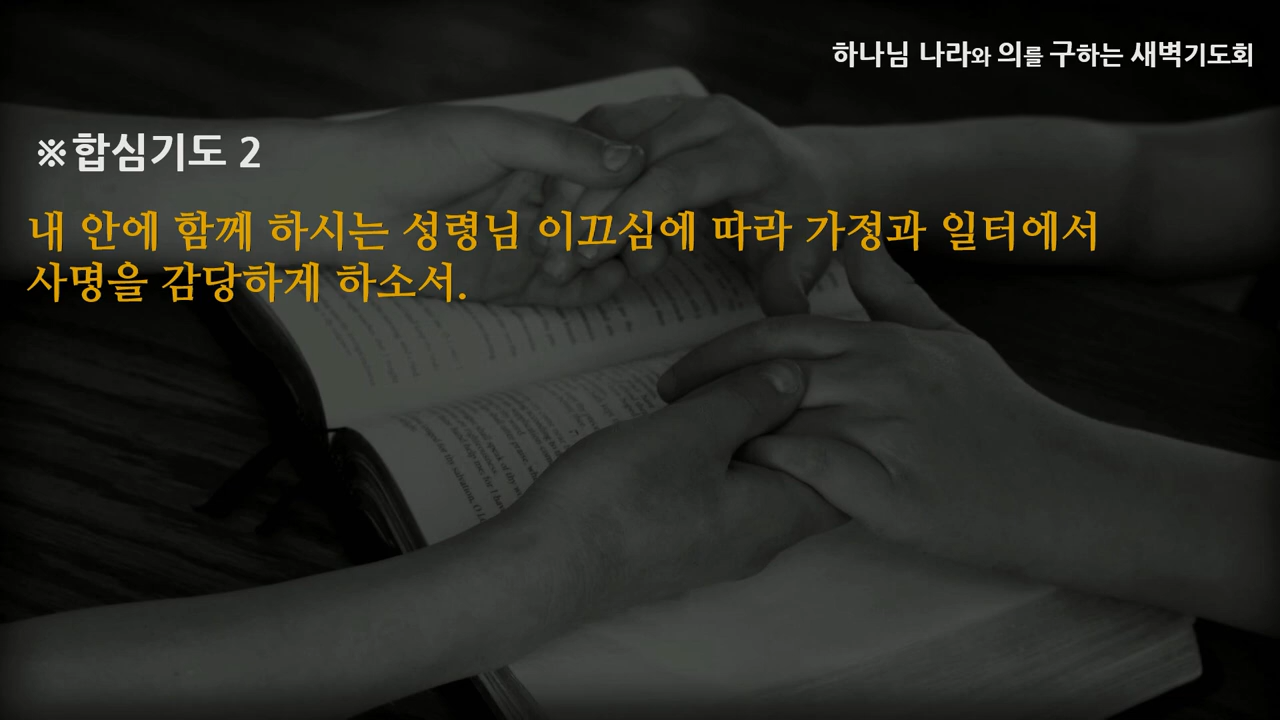 하나님 나라와 의를 구하는 새벽기도회
※합심기도 2
내 안에 함께 하시는 성령님 이끄심에 따라 가정과 일터에서
사명을 감당하게 하소서.